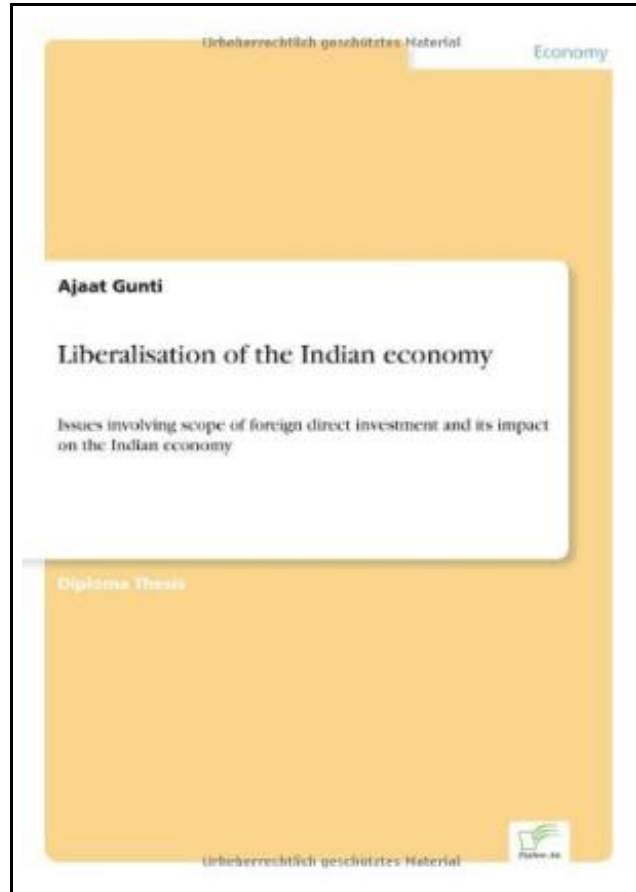 Urheberrechtlich geschütztes Material
Economy
Ajaat Gunti
Liberalisation of the Indian economy
Issues involving scope of foreign direct investment and its impact
on the Indian economy
Diploma Thesis
Urheberrechtlich geschütztes Material